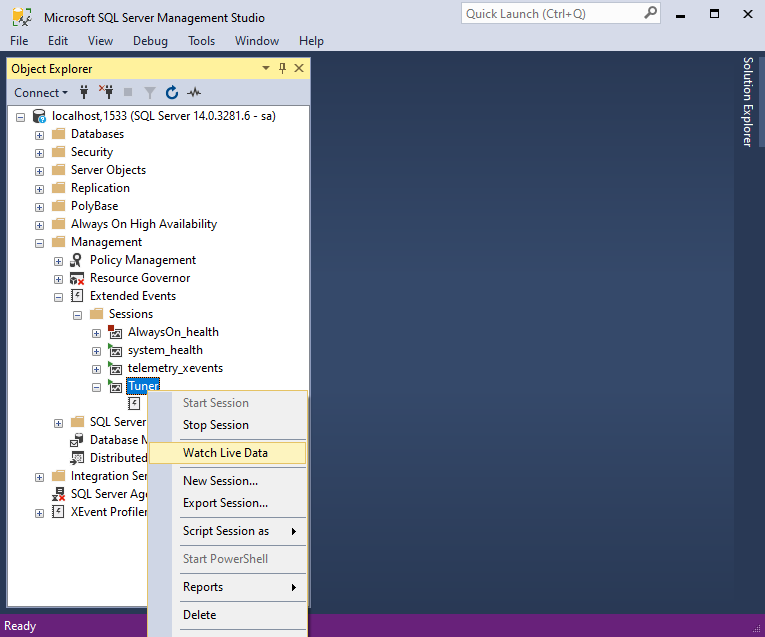 Microsoft SQL Server Management Studio
Quick Launch (Ctrl+Q)
File Edit View Debug Tools Window Help
Object Explorer
Connect
localhost,1533 (SQL Server 14.0.3281.6 - sa)
Databases
Security
Server Objects
Replication
PolyBase
Always On High Availability
Management
Policy Management
Resource Governor
Extended Events
Sessions
AlwaysOn_health
system_health
telemetry_xevents
Tuner
SQL Server
Database
Distributed
Integration Ser
SQL Server Age
XEvent Profiler
Start Session
Stop Session
Watch Live Data
New Session...
Export Session...
Script Session as
Start PowerShell
Reports
Delete
Solution Explorer
Ready